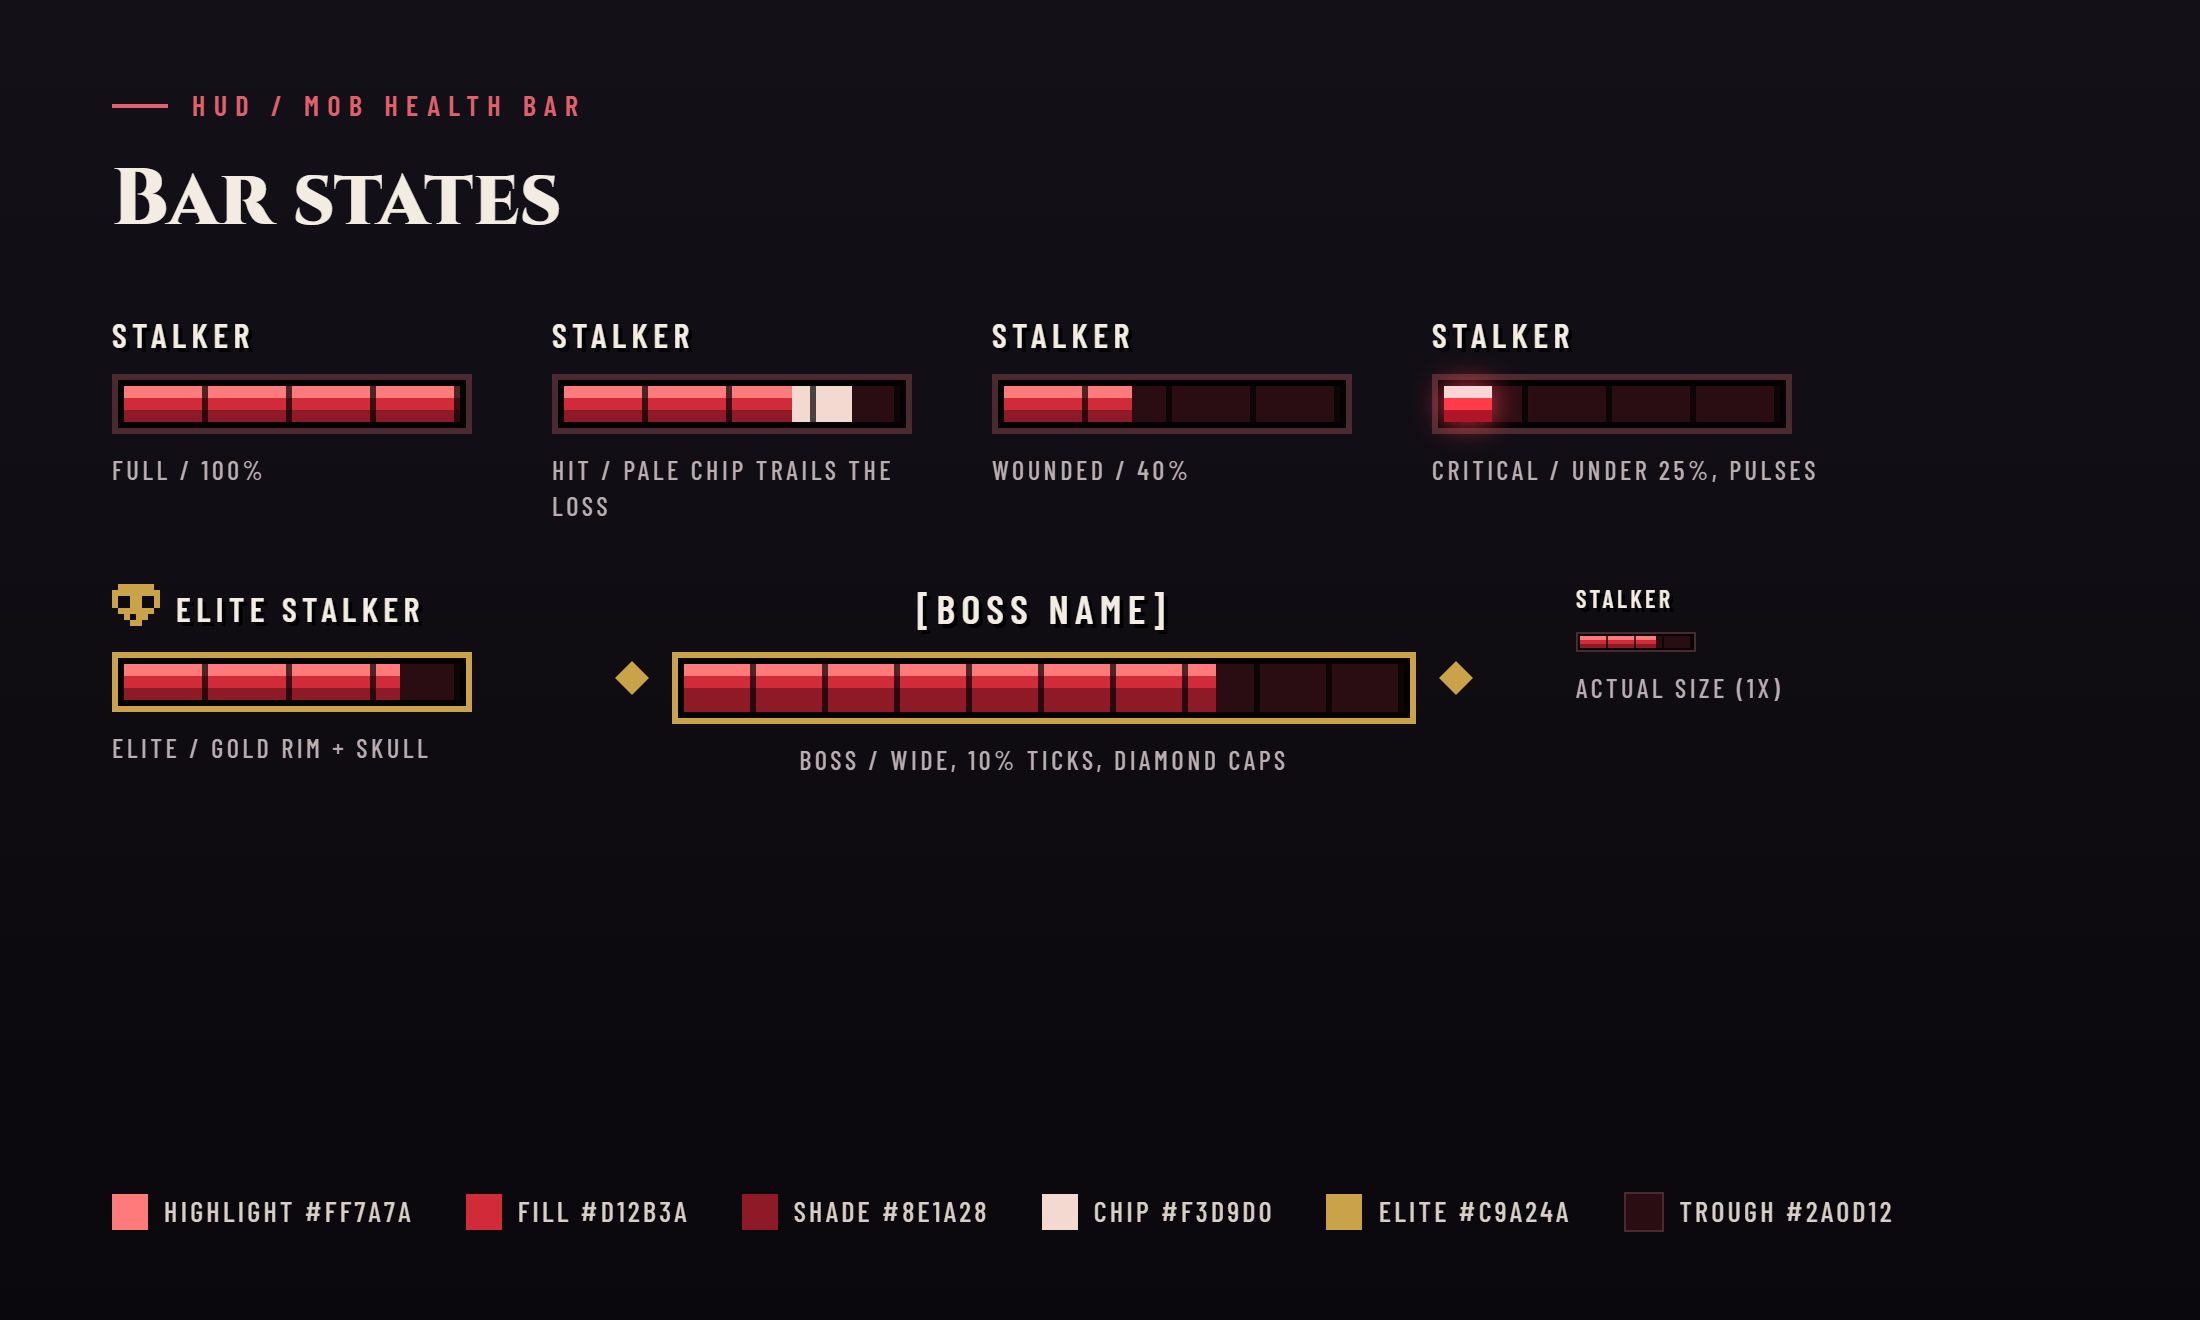 HUD / MOB HEALTH BAR
BAR STATES
STALKER
STALKER
STALKER
STALKER
FULL / 100%
HIT / PALE CHIP TRAILS THE
LOSS
WOUNDED / 40%
CRITICAL / UNDER 25%, PULSES
ELITE STALKER
[BOSS NAME]
STALKER
ELITE / GOLD RIM + SKULL
BOSS / WIDE, 10% TICKS, DIAMOND CAPS
ACTUAL SIZE (1X)
HIGHLIGHT #FF7A7A
FILL #D12B3A
SHADE #8E1A28
CHIP #F3D9D0
ELITE #C9A24A
TROUGH #2A0D12